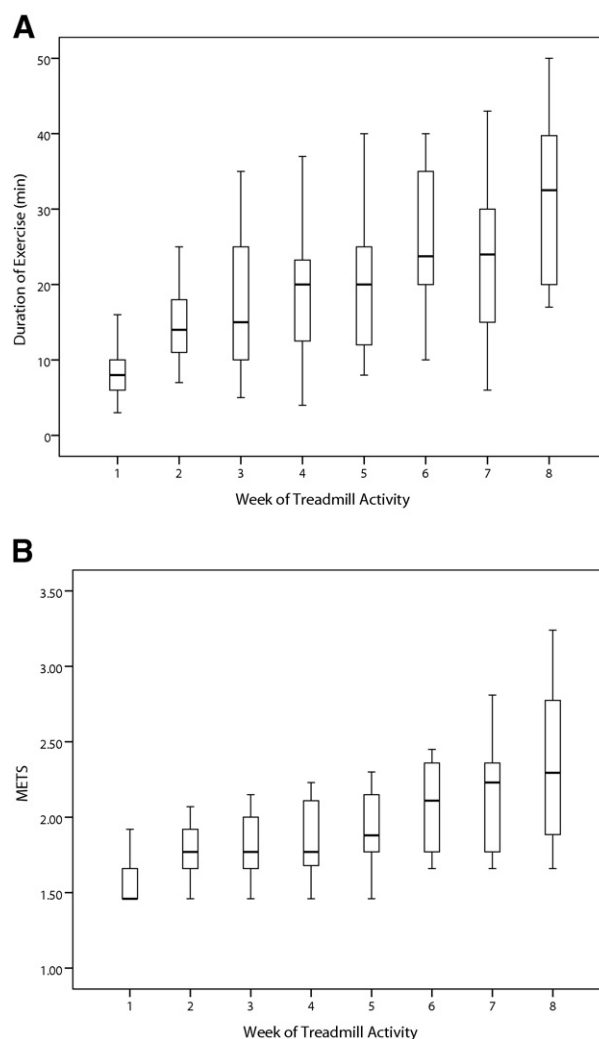 A
50
40
30
20
10
0
Duration of Exercise (min)
1 2 3 4 5 6 7 8
Week of Treadmill Activity
B
3.50
3.00
2.50
2.00
1.50
1.00
METS
1 2 3 4 5 6 7 8
Week of Treadmill Activity